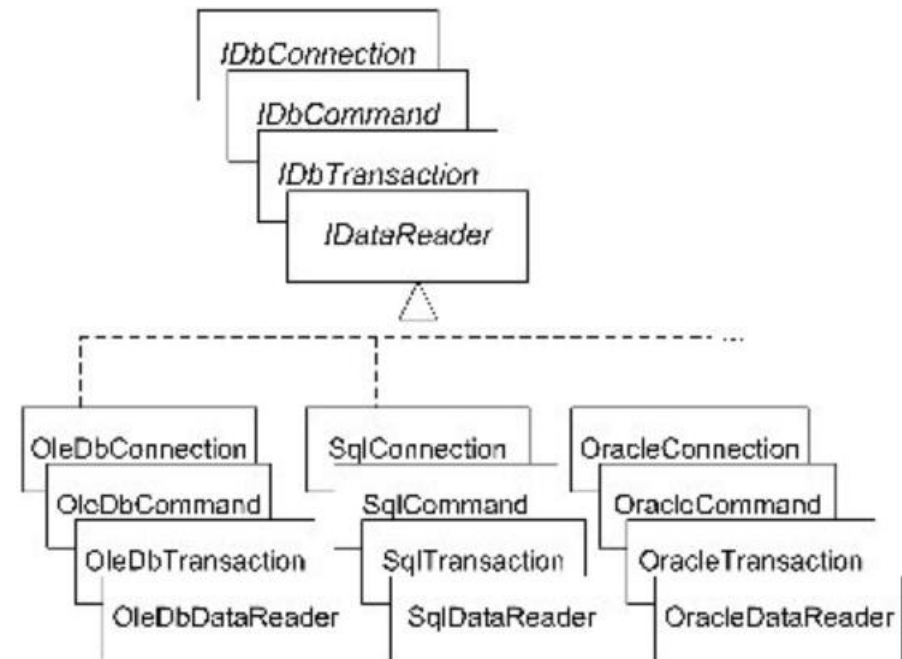 IDbConnection
IDbCommand
IDbTransaction
IDataReader
...
OleDbConnection
OleDbCommand
OleDbTransaction
OleDbDataReader
SqlConnection
SqlCommand
SqlTransaction
SqlDataReader
OracleConnection
OracleCommand
OracleTransaction
OracleDataReader